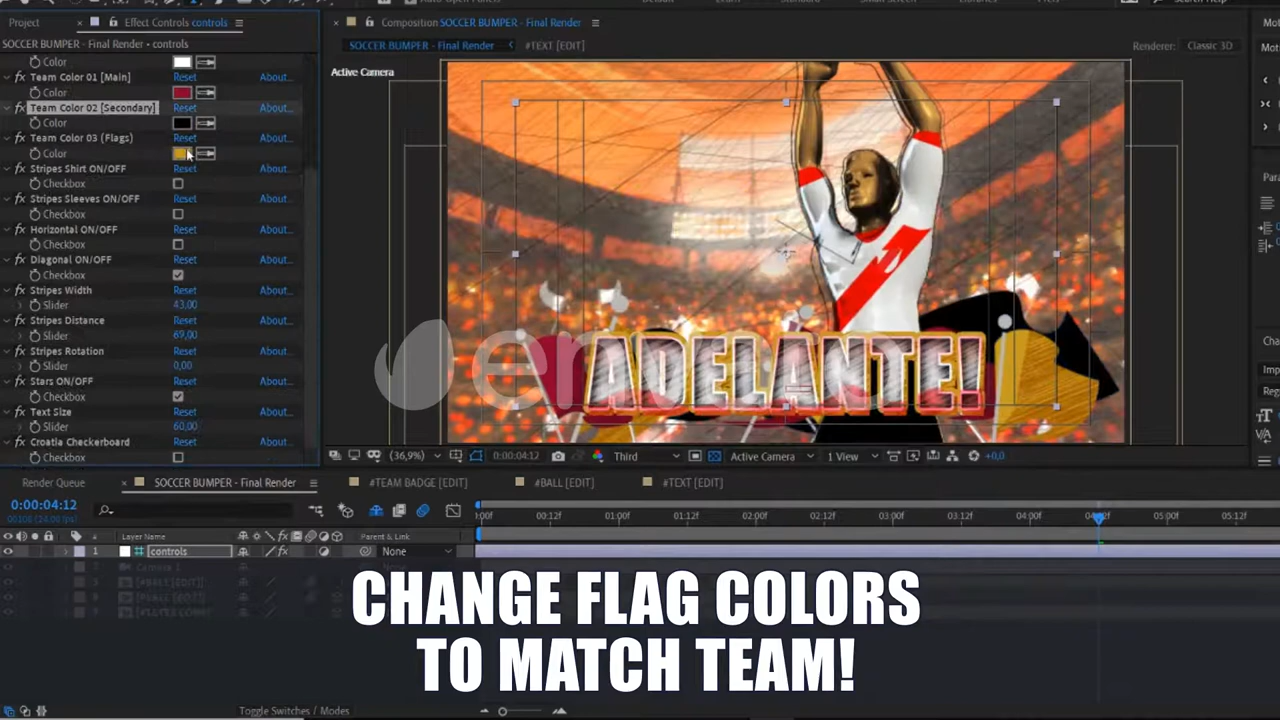 Project
Effect Controls controls
Composition SOCCER BUMPER - Final Render
SOCCER BUMPER - Final Render • controls
SOCCER BUMPER - Final Render
#TEXT [EDIT]
Renderer:
Classic 3D
Active Camera
Color
Team Color 01 [Main] Reset About...
Color
Team Color 02 [Secondary] Reset About...
Color
Team Color 03 (Flags) Reset About...
Color
Stripes Shirt ON/OFF Reset About...
Checkbox
Stripes Sleeves ON/OFF Reset About...
Checkbox
Horizontal ON/OFF Reset About...
Checkbox
Diagonal ON/OFF Reset About...
Checkbox
Stripes Width Reset About...
Slider 43,00
Stripes Distance Reset About...
Slider 69,00
Stripes Rotation Reset About...
Slider 0,00
Stars ON/OFF Reset About...
Checkbox
Text Size Reset About...
Slider 60,00
Croatia Checkerboard Reset About...
Checkbox
ADELANTE!
(36,9%) 0:00:04:12 Third Active Camera 1 View +0,0
Render Queue
SOCCER BUMPER - Final Render
#TEAM BADGE [EDIT]
#BALL [EDIT]
#TEXT [EDIT]
0:00:04:12
00:12f 01:00f 01:12f 02:00f 02:12f 03:00f 03:12f 04:00f 05:00f 05:12f
# Layer Name Parent & Link
1 controls None
CHANGE FLAG COLORS
TO MATCH TEAM!
Toggle Switches / Modes